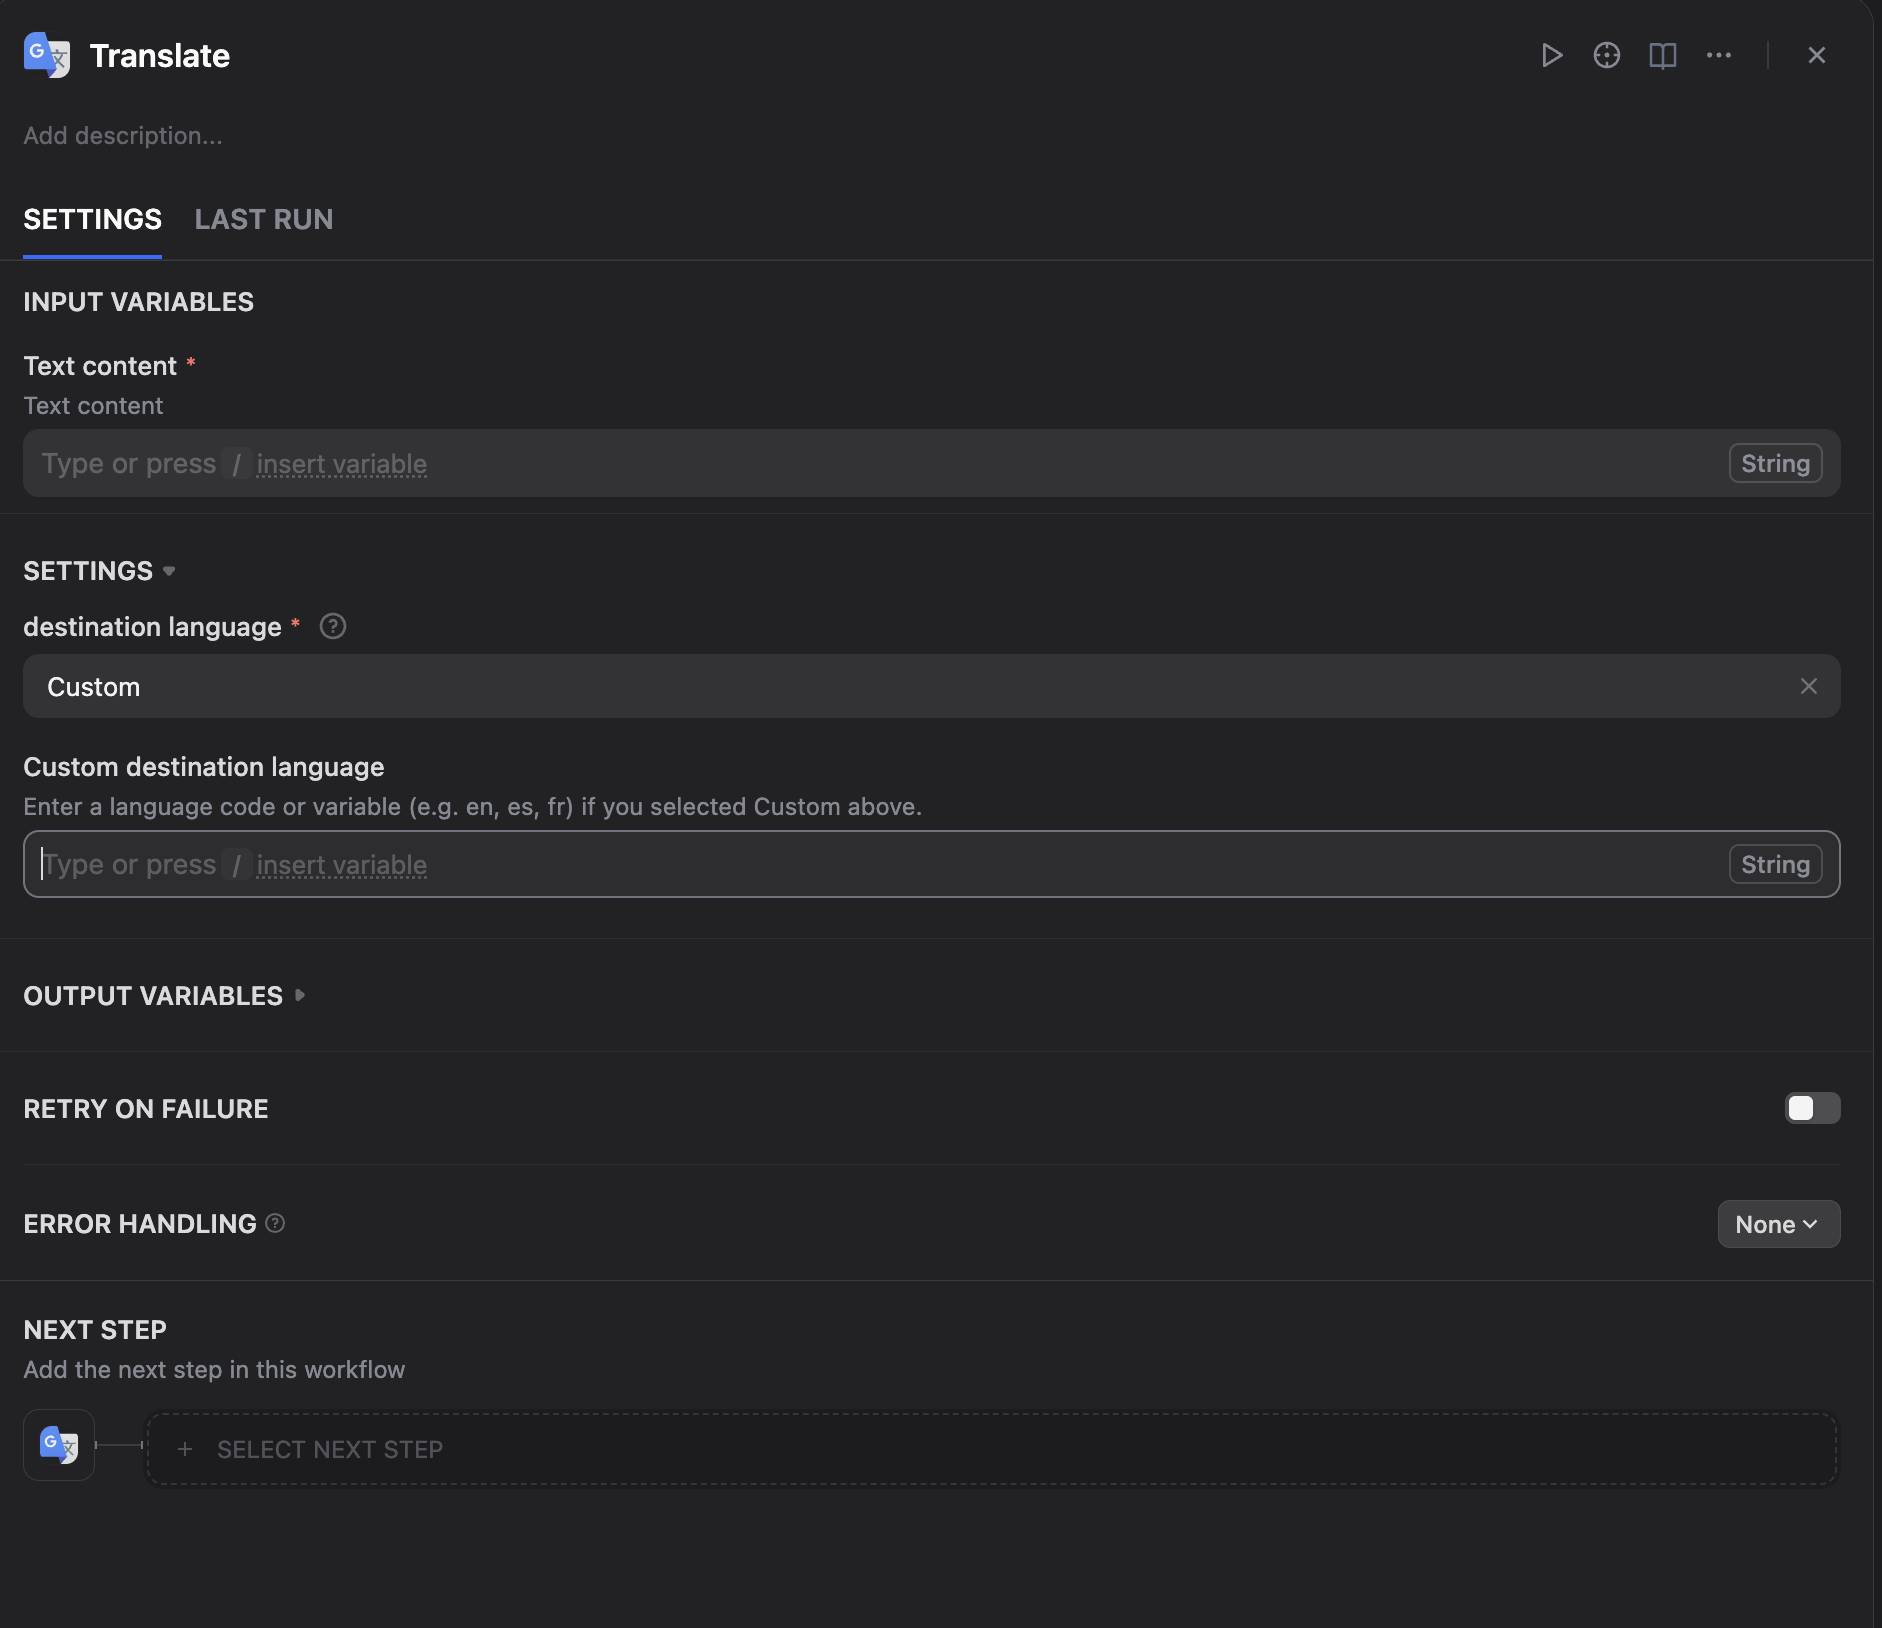 Translate
Add description...
SETTINGS LAST RUN
INPUT VARIABLES
Text content *
Text content
Type or press / insert variable String
SETTINGS
destination language *
Custom
Custom destination language
Enter a language code or variable (e.g. en, es, fr) if you selected Custom above.
Type or press / insert variable String
OUTPUT VARIABLES
RETRY ON FAILURE
ERROR HANDLING None
NEXT STEP
Add the next step in this workflow
+ SELECT NEXT STEP